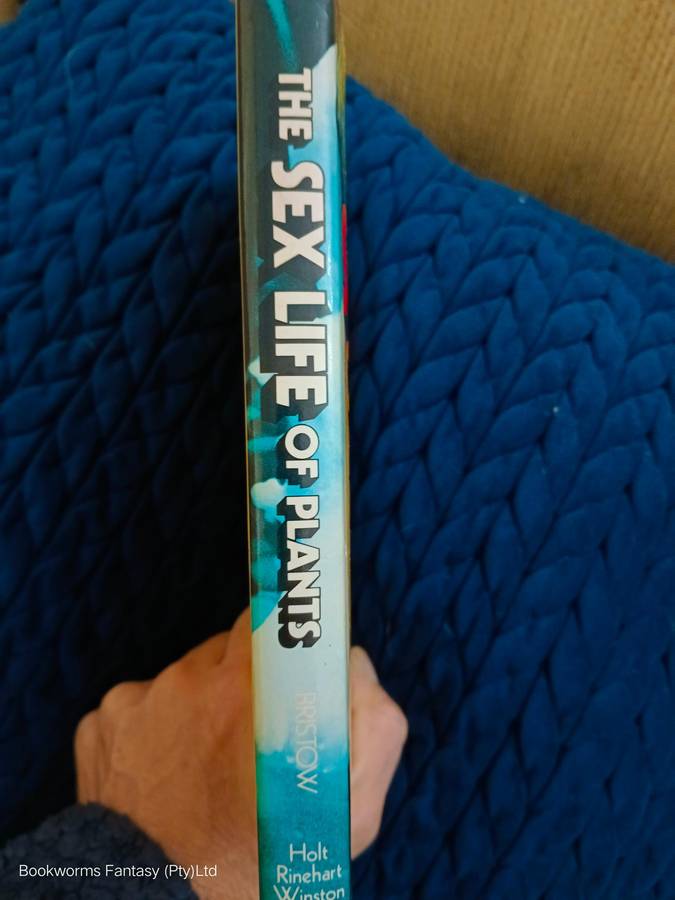 THE SEX LIFE OF PLANTS
BRISTOW
Holt
Rinehart
Winston
Bookworms Fantasy (Pty)Ltd